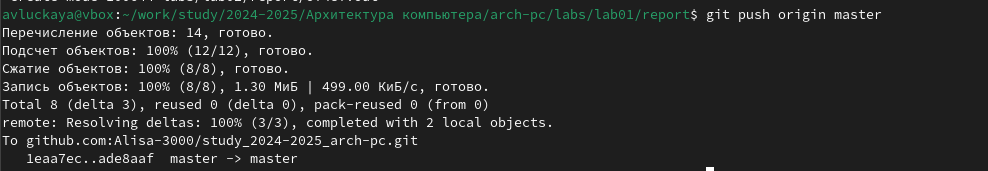 avluckaya@vbox:~/work/study/2024-2025/Архитектура компьютера/arch-pc/labs/lab01/report$ git push origin master
Перечисление объектов: 14, готово.
Подсчет объектов: 100% (12/12), готово.
Сжатие объектов: 100% (8/8), готово.
Запись объектов: 100% (8/8), 1.30 МиБ | 499.00 КиБ/с, готово.
Total 8 (delta 3), reused 0 (delta 0), pack-reused 0 (from 0)
remote: Resolving deltas: 100% (3/3), completed with 2 local objects.
To github.com:Alisa-3000/study_2024-2025_arch-pc.git
   1eaa7ec..ade8aaf  master -> master